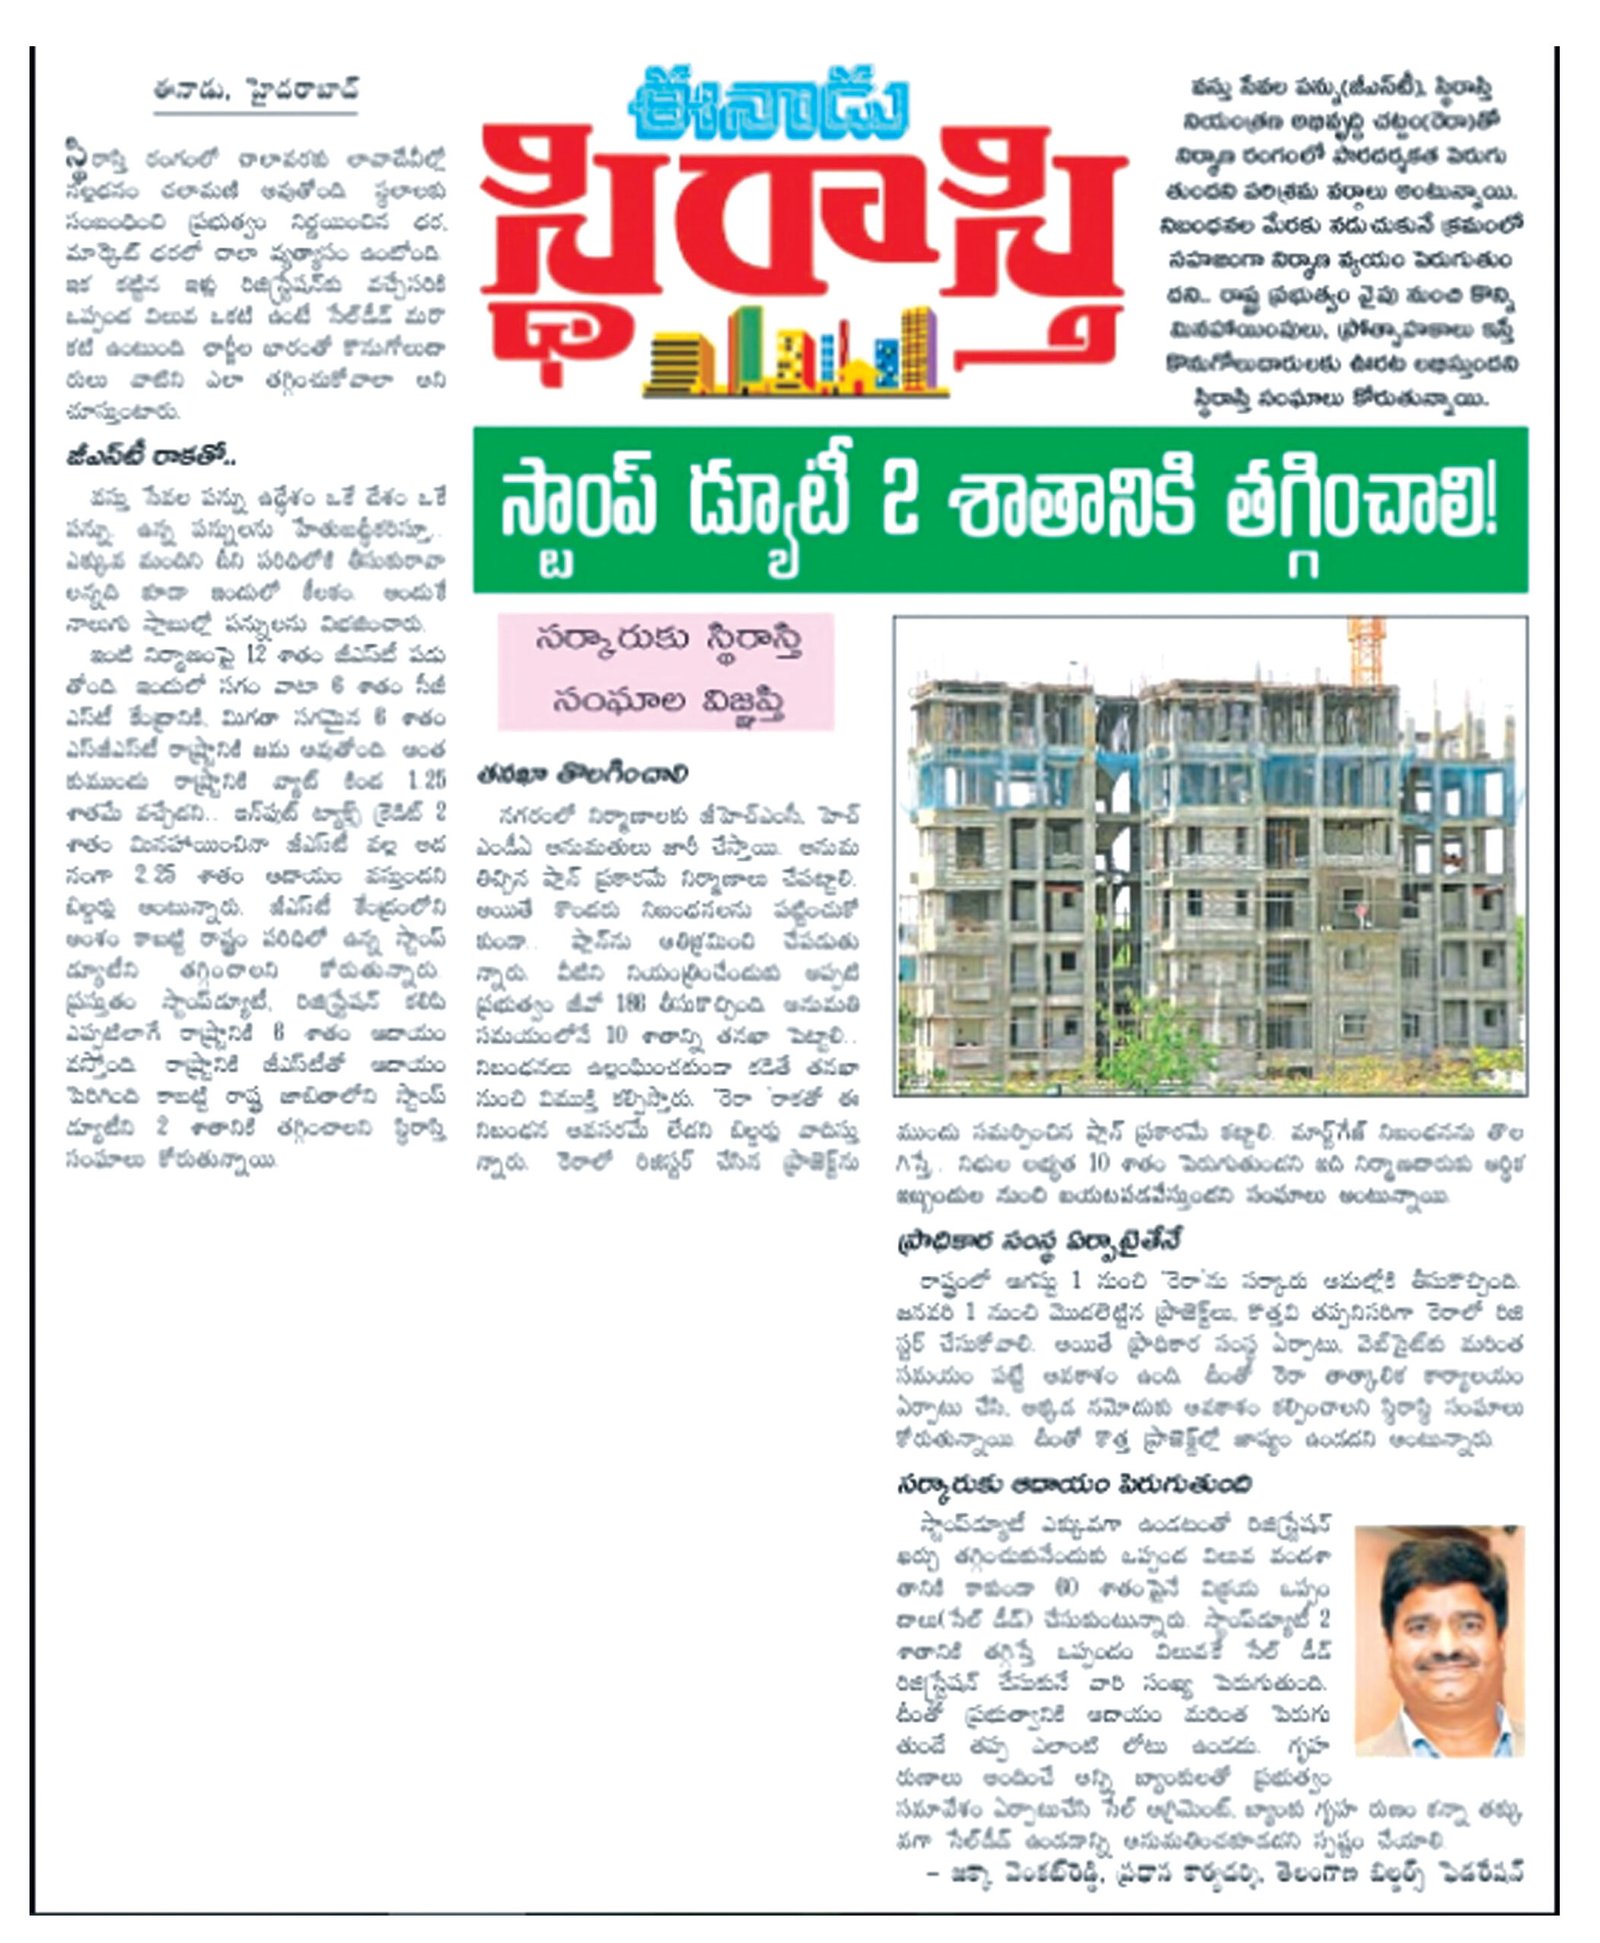 ఈనాడు, హైదరాబాద్
స్థిరాస్తి రంగంలో చాలావరకు లావాదేవీల్లో
నల్లధనం చలామణి అవుతోంది. స్థలాలకు
సంబంధించి ప్రభుత్వం నిర్ణయించిన ధర,
మార్కెట్ ధరలో చాలా వ్యత్యాసం ఉంటోంది.
ఇక కట్టిన ఇళ్లు రిజిస్ట్రేషన్‌కు వచ్చేసరికి
ఒప్పంద విలువ ఒకటి ఉంటే సేల్‌డీడ్ మరొ
కటి ఉంటుంది. ఛార్జీల భారంతో కొనుగోలుదా
రులు వాటిని ఎలా తగ్గించుకోవాలా అని
చూస్తుంటారు.
జీఎస్‌టీ రాకతో..
వస్తు సేవల పన్ను ఉద్దేశం ఒకే దేశం ఒకే
పన్ను. ఉన్న పన్నులను హేతుబద్ధీకరిస్తూ..
ఎక్కువ మందిని దీని పరిధిలోకి తీసుకురావా
లన్నది కూడా ఇందులో కీలకం. అందుకే
నాలుగు స్లాబుల్లో పన్నులను విభజించారు.
ఇంటి నిర్మాణంపై 12 శాతం జీఎస్‌టీ పడు
తోంది. ఇందులో సగం వాటా 6 శాతం సీజీ
ఎస్‌టీ కేంద్రానికి, మిగతా సగమైన 6 శాతం
ఎస్‌జీఎస్‌టీ రాష్ట్రానికి జమ అవుతోంది. అంత
కుముందు రాష్ట్రానికి వ్యాట్ కింద 1.25
శాతమే వచ్చేదని.. ఇన్‌పుట్ ట్యాక్స్ క్రెడిట్ 2
శాతం మినహాయించినా జీఎస్‌టీ వల్ల అద
నంగా 2.25 శాతం ఆదాయం వస్తుందని
బిల్డర్లు అంటున్నారు. జీఎస్‌టీ కేంద్రంలోని
అంశం కాబట్టి రాష్ట్రం పరిధిలో ఉన్న స్టాంప్
డ్యూటీని తగ్గించాలని కోరుతున్నారు.
ప్రస్తుతం స్టాంప్‌డ్యూటీ, రిజిస్ట్రేషన్ కలిపి
ఎప్పటిలాగే రాష్ట్రానికి 6 శాతం ఆదాయం
వస్తోంది. రాష్ట్రానికి జీఎస్‌టీతో ఆదాయం
పెరిగింది కాబట్టి రాష్ట్ర జాబితాలోని స్టాంప్
డ్యూటీని 2 శాతానికి తగ్గించాలని స్థిరాస్తి
సంఘాలు కోరుతున్నాయి.
ఈనాడు
స్థిరాస్తి
వస్తు సేవల పన్ను(జీఎస్‌టీ), స్థిరాస్తి
నియంత్రణ అభివృద్ధి చట్టం(రెరా)తో
నిర్మాణ రంగంలో పారదర్శకత పెరుగు
తుందని పరిశ్రమ వర్గాలు అంటున్నాయి.
నిబంధనల మేరకు నడుచుకునే క్రమంలో
సహజంగా నిర్మాణ వ్యయం పెరుగుతుం
దని.. రాష్ట్ర ప్రభుత్వం వైపు నుంచి కొన్ని
మినహాయింపులు, ప్రోత్సాహకాలు ఇస్తే
కొనుగోలుదారులకు ఊరట లభిస్తుందని
స్థిరాస్తి సంఘాలు కోరుతున్నాయి.
స్టాంప్ డ్యూటీ 2 శాతానికి తగ్గించాలి!
సర్కారుకు స్థిరాస్తి
సంఘాల విజ్ఞప్తి
తనఖా తొలగించాలి
నగరంలో నిర్మాణాలకు జీహెచ్ఎంసీ, హెచ్
ఎండీఏ అనుమతులు జారీ చేస్తాయి. అనుమ
తిచ్చిన ప్లాన్ ప్రకారమే నిర్మాణాలు చేపట్టాలి.
అయితే కొందరు నిబంధనలను పట్టించుకో
కుండా.. ప్లాన్‌ను అతిక్రమించి చేపడుతు
న్నారు. వీటిని నియంత్రించేందుకు అప్పటి
ప్రభుత్వం జీవో 186 తీసుకొచ్చింది. అనుమతి
సమయంలోనే 10 శాతాన్ని తనఖా పెట్టాలి..
నిబంధనలు ఉల్లంఘించకుండా కడితే తనఖా
నుంచి విముక్తి కల్పిస్తారు. 'రెరా 'రాకతో ఈ
నిబంధన అవసరమే లేదని బిల్డర్లు వాదిస్తు
న్నారు. రెరాలో రిజిస్టర్ చేసిన ప్రాజెక్ట్‌ను
ముందు సమర్పించిన ప్లాన్ ప్రకారమే కట్టాలి. మార్ట్‌గేజ్ నిబంధనను తొల
గిస్తే.. నిధుల లభ్యత 10 శాతం పెరుగుతుందని ఇది నిర్మాణదారుకు ఆర్థిక
ఇబ్బందుల నుంచి బయటపడవేస్తుందని సంఘాలు అంటున్నాయి.
ప్రాధికార సంస్థ ఏర్పాటైతేనే
రాష్ట్రంలో ఆగస్టు 1 నుంచి 'రెరా'ను సర్కారు అమల్లోకి తీసుకొచ్చింది.
జనవరి 1 నుంచి మొదలెట్టిన ప్రాజెక్ట్‌లు, కొత్తవి తప్పనిసరిగా రెరాలో రిజి
స్టర్ చేసుకోవాలి. అయితే ప్రాధికార సంస్థ ఏర్పాటు, వెబ్‌సైట్‌కు మరింత
సమయం పట్టే అవకాశం ఉంది. దీంతో రెరా తాత్కాలిక కార్యాలయం
ఏర్పాటు చేసి, అక్కడ నమోదుకు అవకాశం కల్పించాలని స్థిరాస్తి సంఘాలు
కోరుతున్నాయి. దీంతో కొత్త ప్రాజెక్ట్‌ల్లో జాప్యం ఉండదని అంటున్నారు.
సర్కారుకు ఆదాయం పెరుగుతుంది
స్టాంప్‌డ్యూటీ ఎక్కువగా ఉండటంతో రిజిస్ట్రేషన్
ఖర్చు తగ్గించుకునేందుకు ఒప్పంద విలువ వందశా
తానికి కాకుండా 60 శాతంపైనే విక్రయ ఒప్పం
దాలు(సేల్ డీడ్) చేసుకుంటున్నారు. స్టాంప్‌డ్యూటీ 2
శాతానికి తగ్గిస్తే ఒప్పందం విలువకే సేల్ డీడ్
రిజిస్ట్రేషన్ చేసుకునే వారి సంఖ్య పెరుగుతుంది.
దీంతో ప్రభుత్వానికి ఆదాయం మరింత పెరుగు
తుందే తప్ప ఎలాంటి లోటు ఉండదు. గృహ
రుణాలు అందించే అన్ని బ్యాంకులతో ప్రభుత్వం
సమావేశం ఏర్పాటుచేసి సేల్ అగ్రిమెంట్, బ్యాంకు గృహ రుణం కన్నా తక్కు
వగా సేల్‌డీడ్ ఉండడాన్ని అనుమతించకూడదని స్పష్టం చేయాలి.
– జక్కా వెంకట్‌రెడ్డి, ప్రధాన కార్యదర్శి, తెలంగాణ బిల్డర్స్ ఫెడరేషన్